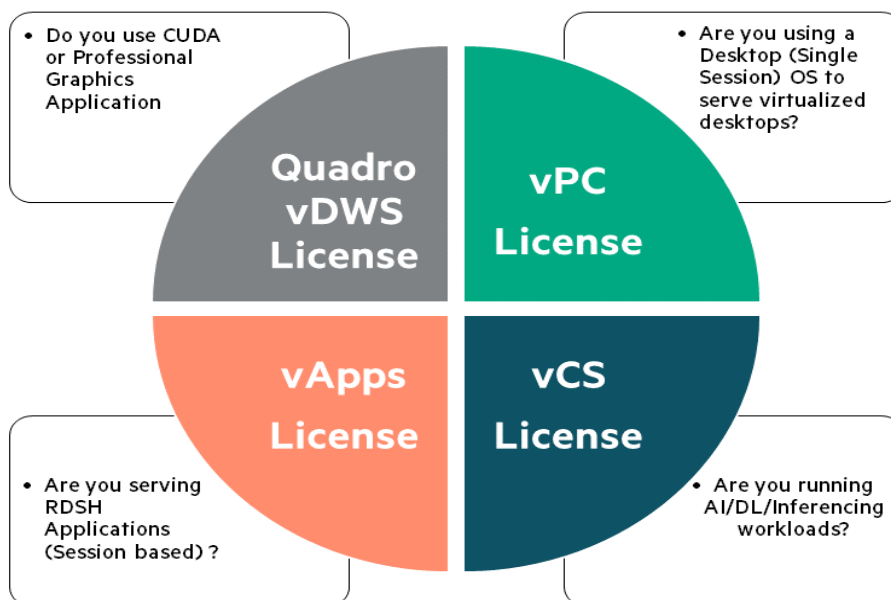 • Do you use CUDA
or Professional
Graphics
Application
• Are you using a
Desktop (Single
Session) OS to
serve virtualized
desktops?
Quadro
vDWS
License
vPC
License
vApps
License
vCS
License
• Are you serving
RDSH
Applications
(Session based) ?
• Are you running
AI/DL/Inferencing
workloads?